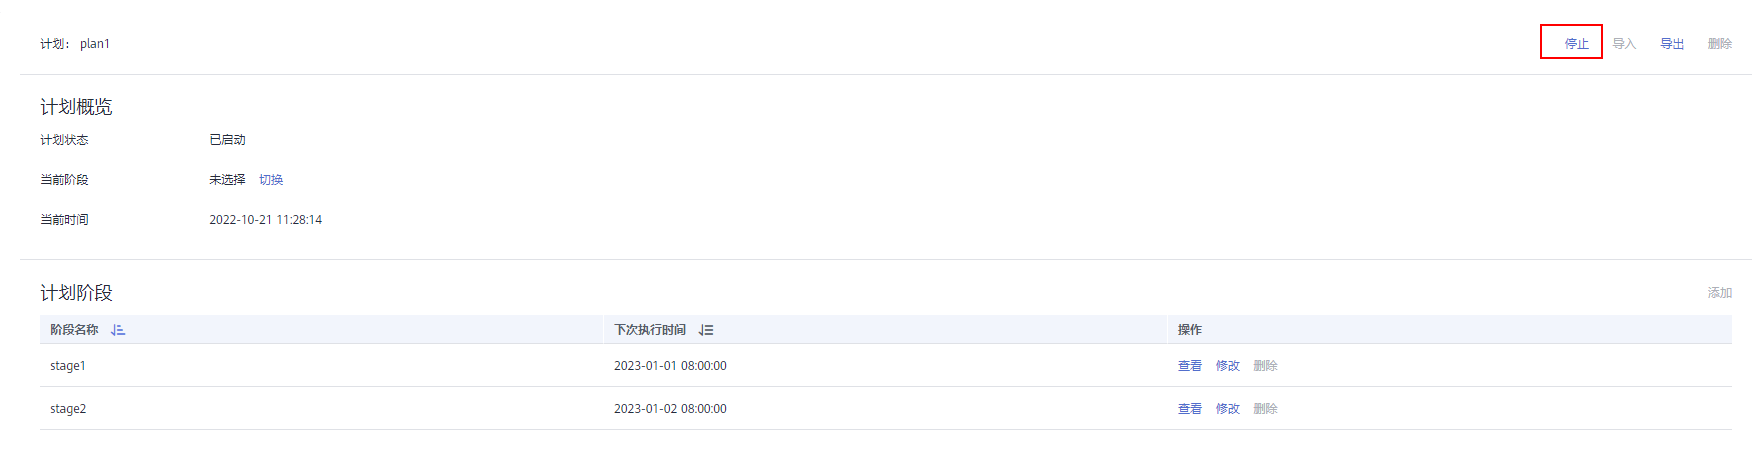 计划： plan1 停止 导入 导出 删除
计划概览
计划状态 已启动
当前阶段 未选择 切换
当前时间 2022-10-21 11:28:14
计划阶段 添加
阶段名称 下次执行时间 操作
stage1 2023-01-01 08:00:00 查看 修改 删除
stage2 2023-01-02 08:00:00 查看 修改 删除